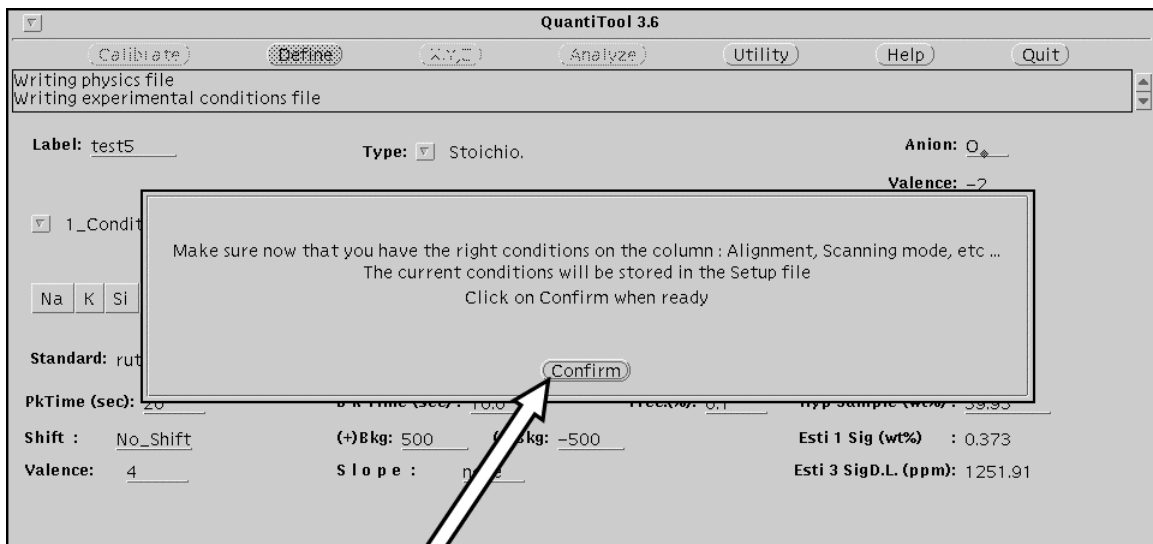 QuantiTool 3.6
Calibrate Define X,Y,Z Analyze Utility Help Quit
Writing physics file
Writing experimental conditions file
Label: test5 Type: Stoichio. Anion: O
Valence: -2
1_Condit
Make sure now that you have the right conditions on the column : Alignment, Scanning mode, etc ...
The current conditions will be stored in the Setup file
Click on Confirm when ready
Na K Si
Standard: rut
Confirm
PkTime (sec): 20
Shift : No_Shift (+)Bkg: 500 -500 Esti 1 Sig (wt%) : 0.373
Valence: 4 Slope : Esti 3 SigD.L. (ppm): 1251.91